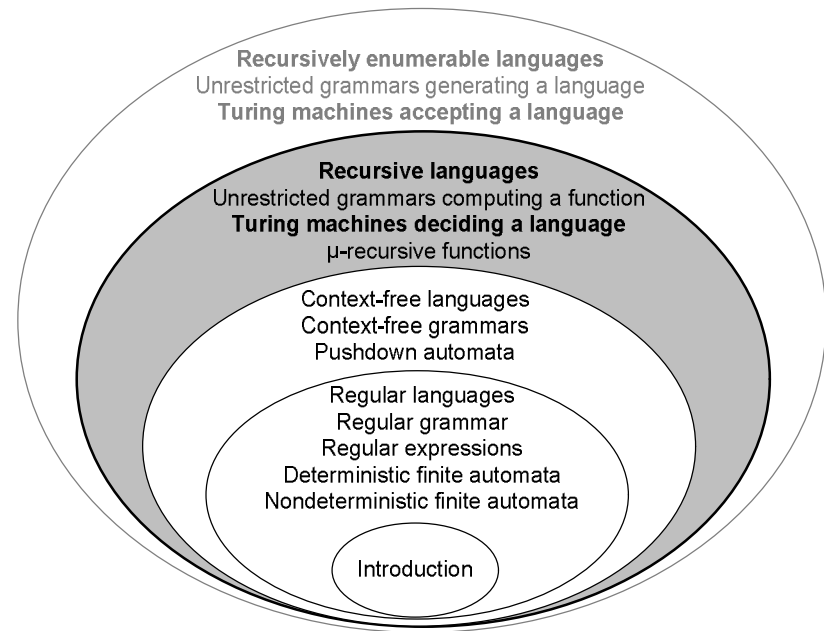 Recursively enumerable languages
Unrestricted grammars generating a language
Turing machines accepting a language
Recursive languages
Unrestricted grammars computing a function
Turing machines deciding a language
μ-recursive functions
Context-free languages
Context-free grammars
Pushdown automata
Regular languages
Regular grammar
Regular expressions
Deterministic finite automata
Nondeterministic finite automata
Introduction